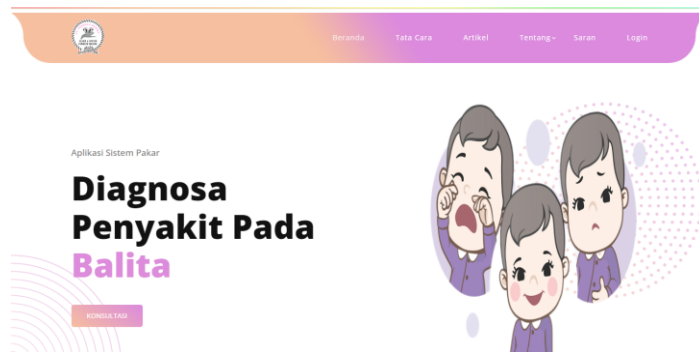 Beranda Tata Cara Artikel Tentang Saran Login
Aplikasi Sistem Pakar
Diagnosa
Penyakit Pada
Balita
KONSULTASI